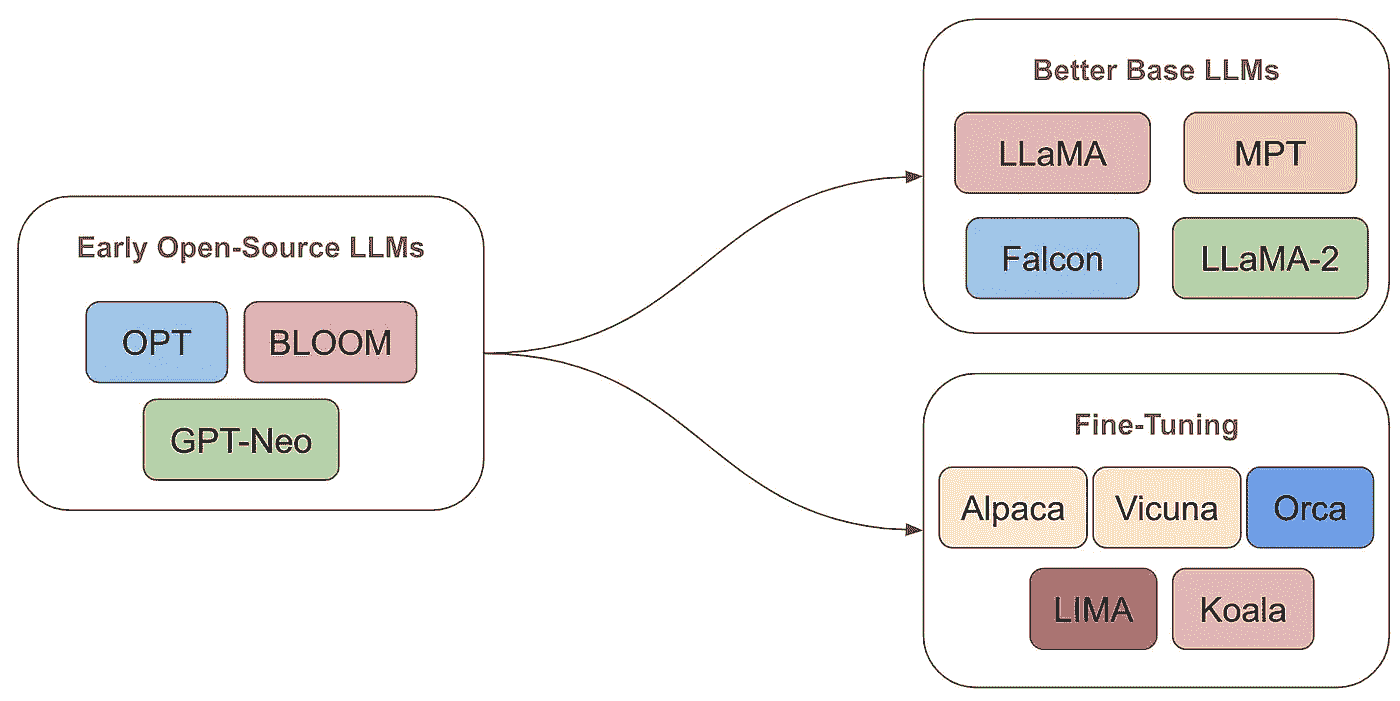 Early Open-Source LLMs
OPT
BLOOM
GPT-Neo
Better Base LLMs
LLaMA
MPT
Falcon
LLaMA-2
Fine-Tuning
Alpaca
Vicuna
Orca
LIMA
Koala